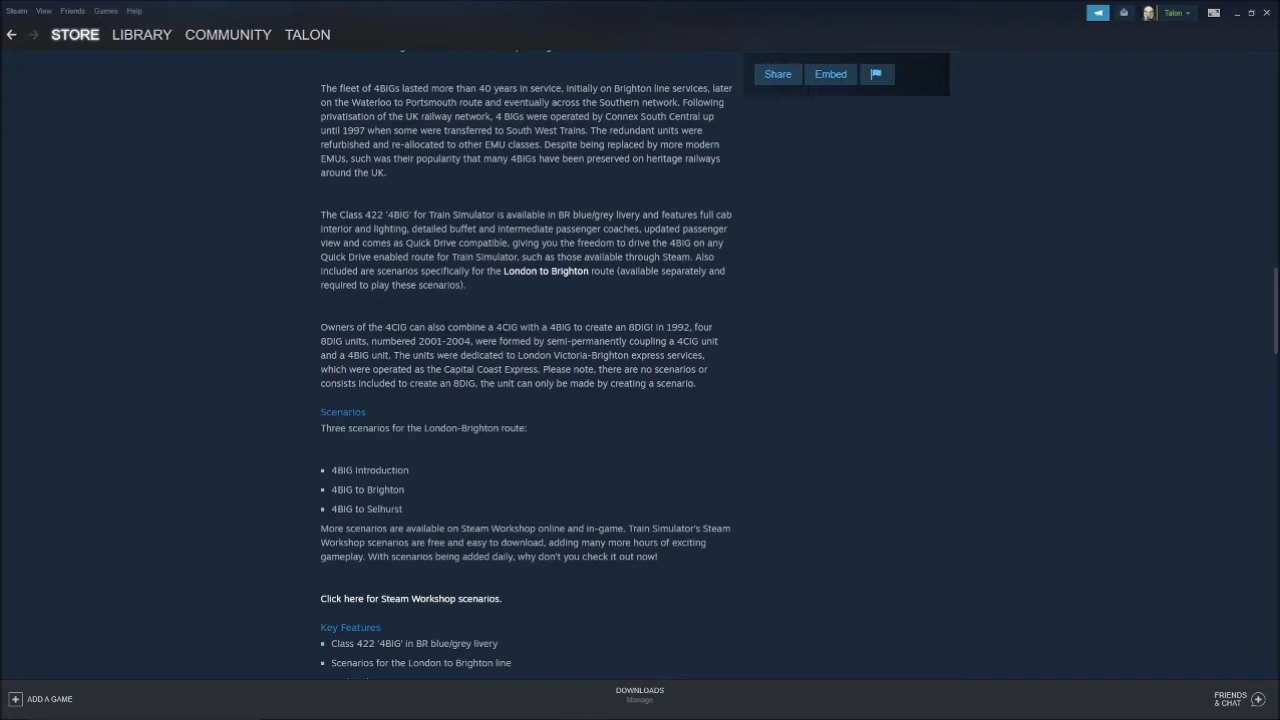 Steam View Friends Games Help
Talon
STORE LIBRARY COMMUNITY TALON
Share Embed
The fleet of 4BIGs lasted more than 40 years in service, initially on Brighton line services, later
on the Waterloo to Portsmouth route and eventually across the Southern network. Following
privatisation of the UK railway network, 4 BIGs were operated by Connex South Central up
until 1997 when some were transferred to South West Trains. The redundant units were
refurbished and re-allocated to other EMU classes. Despite being replaced by more modern
EMUs, such was their popularity that many 4BIGs have been preserved on heritage railways
around the UK.
The Class 422 '4BIG' for Train Simulator is available in BR blue/grey livery and features full cab
interior and lighting, detailed buffet and intermediate passenger coaches, updated passenger
view and comes as Quick Drive compatible, giving you the freedom to drive the 4BIG on any
Quick Drive enabled route for Train Simulator, such as those available through Steam. Also
included are scenarios specifically for the London to Brighton route (available separately and
required to play these scenarios).
Owners of the 4CIG can also combine a 4CIG with a 4BIG to create an 8DIG! In 1992, four
8DIG units, numbered 2001-2004, were formed by semi-permanently coupling a 4CIG unit
and a 4BIG unit. The units were dedicated to London Victoria-Brighton express services,
which were operated as the Capital Coast Express. Please note, there are no scenarios or
consists included to create an 8DIG, the unit can only be made by creating a scenario.
Scenarios
Three scenarios for the London-Brighton route:
4BIG Introduction
4BIG to Brighton
4BIG to Selhurst
More scenarios are available on Steam Workshop online and in-game. Train Simulator's Steam
Workshop scenarios are free and easy to download, adding many more hours of exciting
gameplay. With scenarios being added daily, why don't you check it out now!
Click here for Steam Workshop scenarios.
Key Features
Class 422 '4BIG' in BR blue/grey livery
Scenarios for the London to Brighton line
ADD A GAME
DOWNLOADS
Manage
FRIENDS
& CHAT